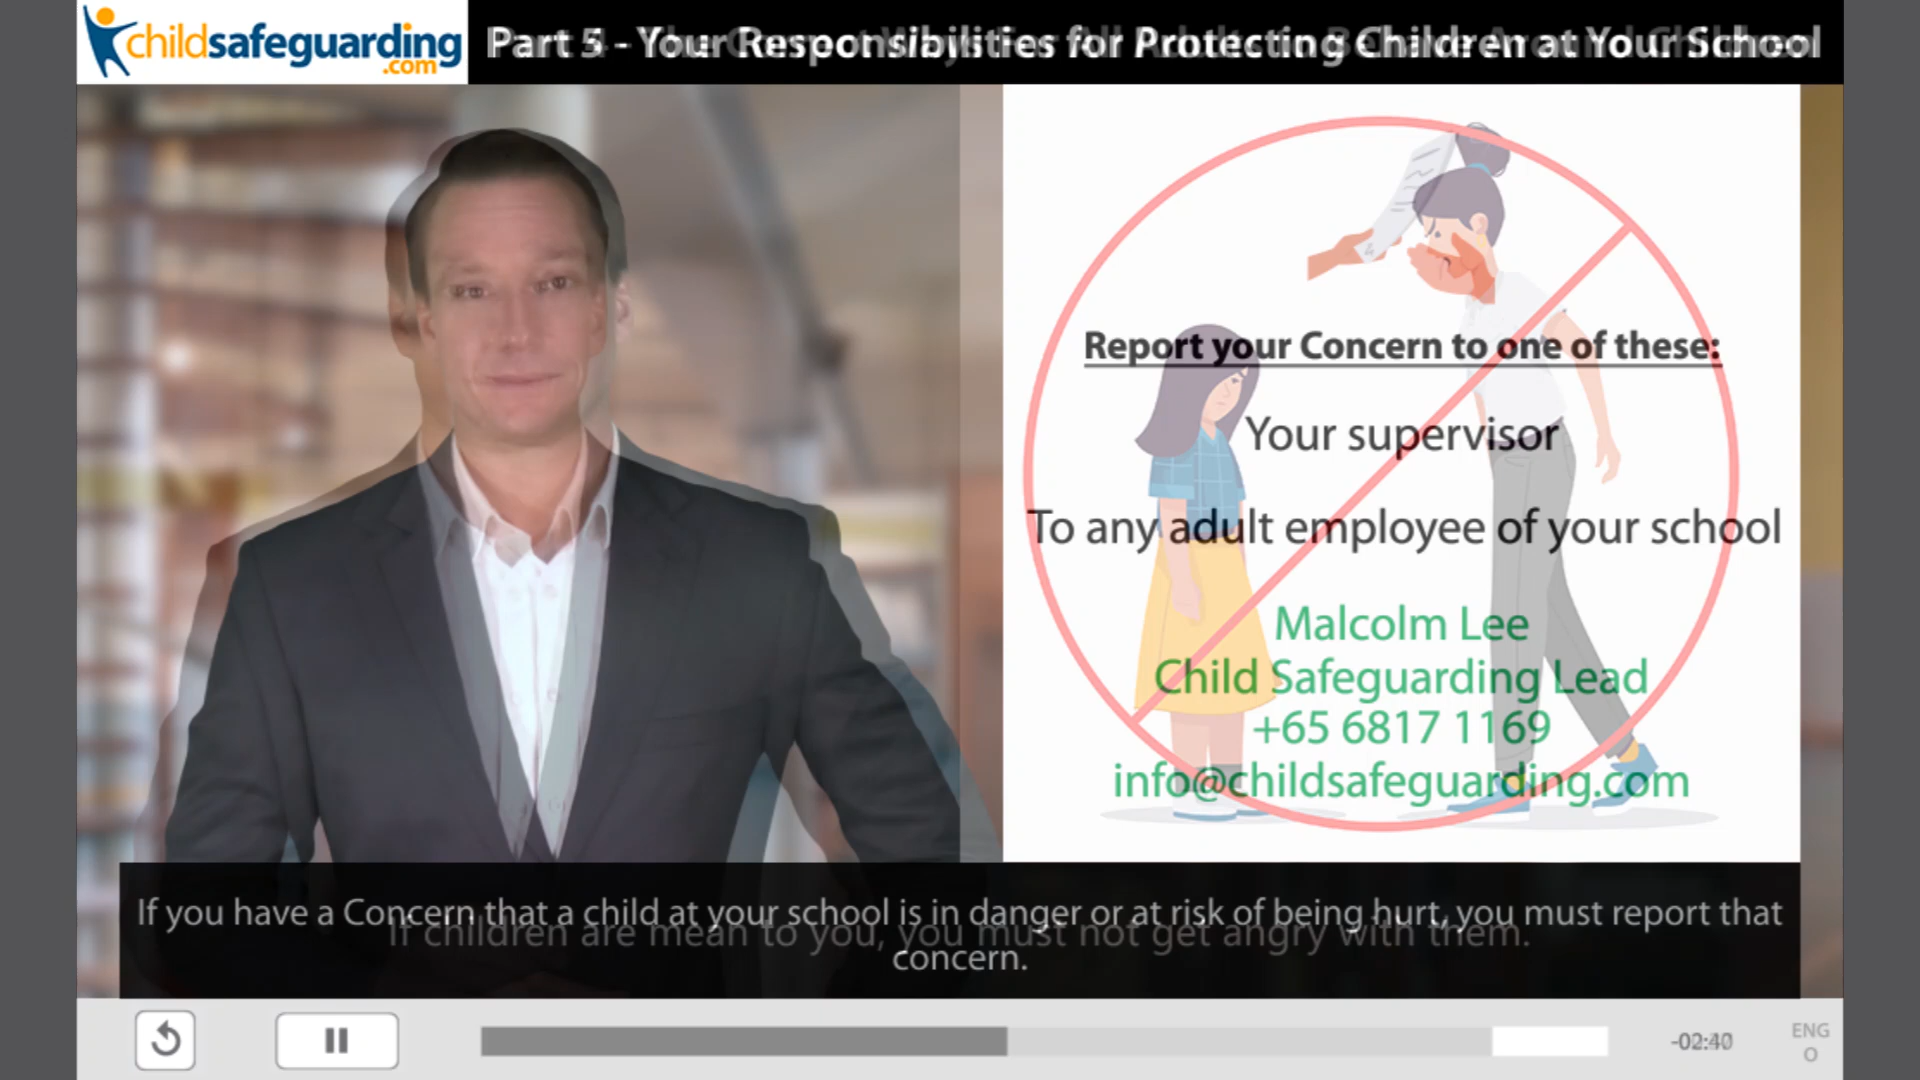 childsafeguarding
.com
Part 5 - Your Responsibilities for Protecting Children at Your School
Report your Concern to one of these:
Your supervisor
To any adult employee of your school
Malcolm Lee
Child Safeguarding Lead
+65 6817 1169
info@childsafeguarding.com
If you have a Concern that a child at your school is in danger or at risk of being hurt, you must report that
concern.
If children are mean to you, you must not get angry with them.
ENG